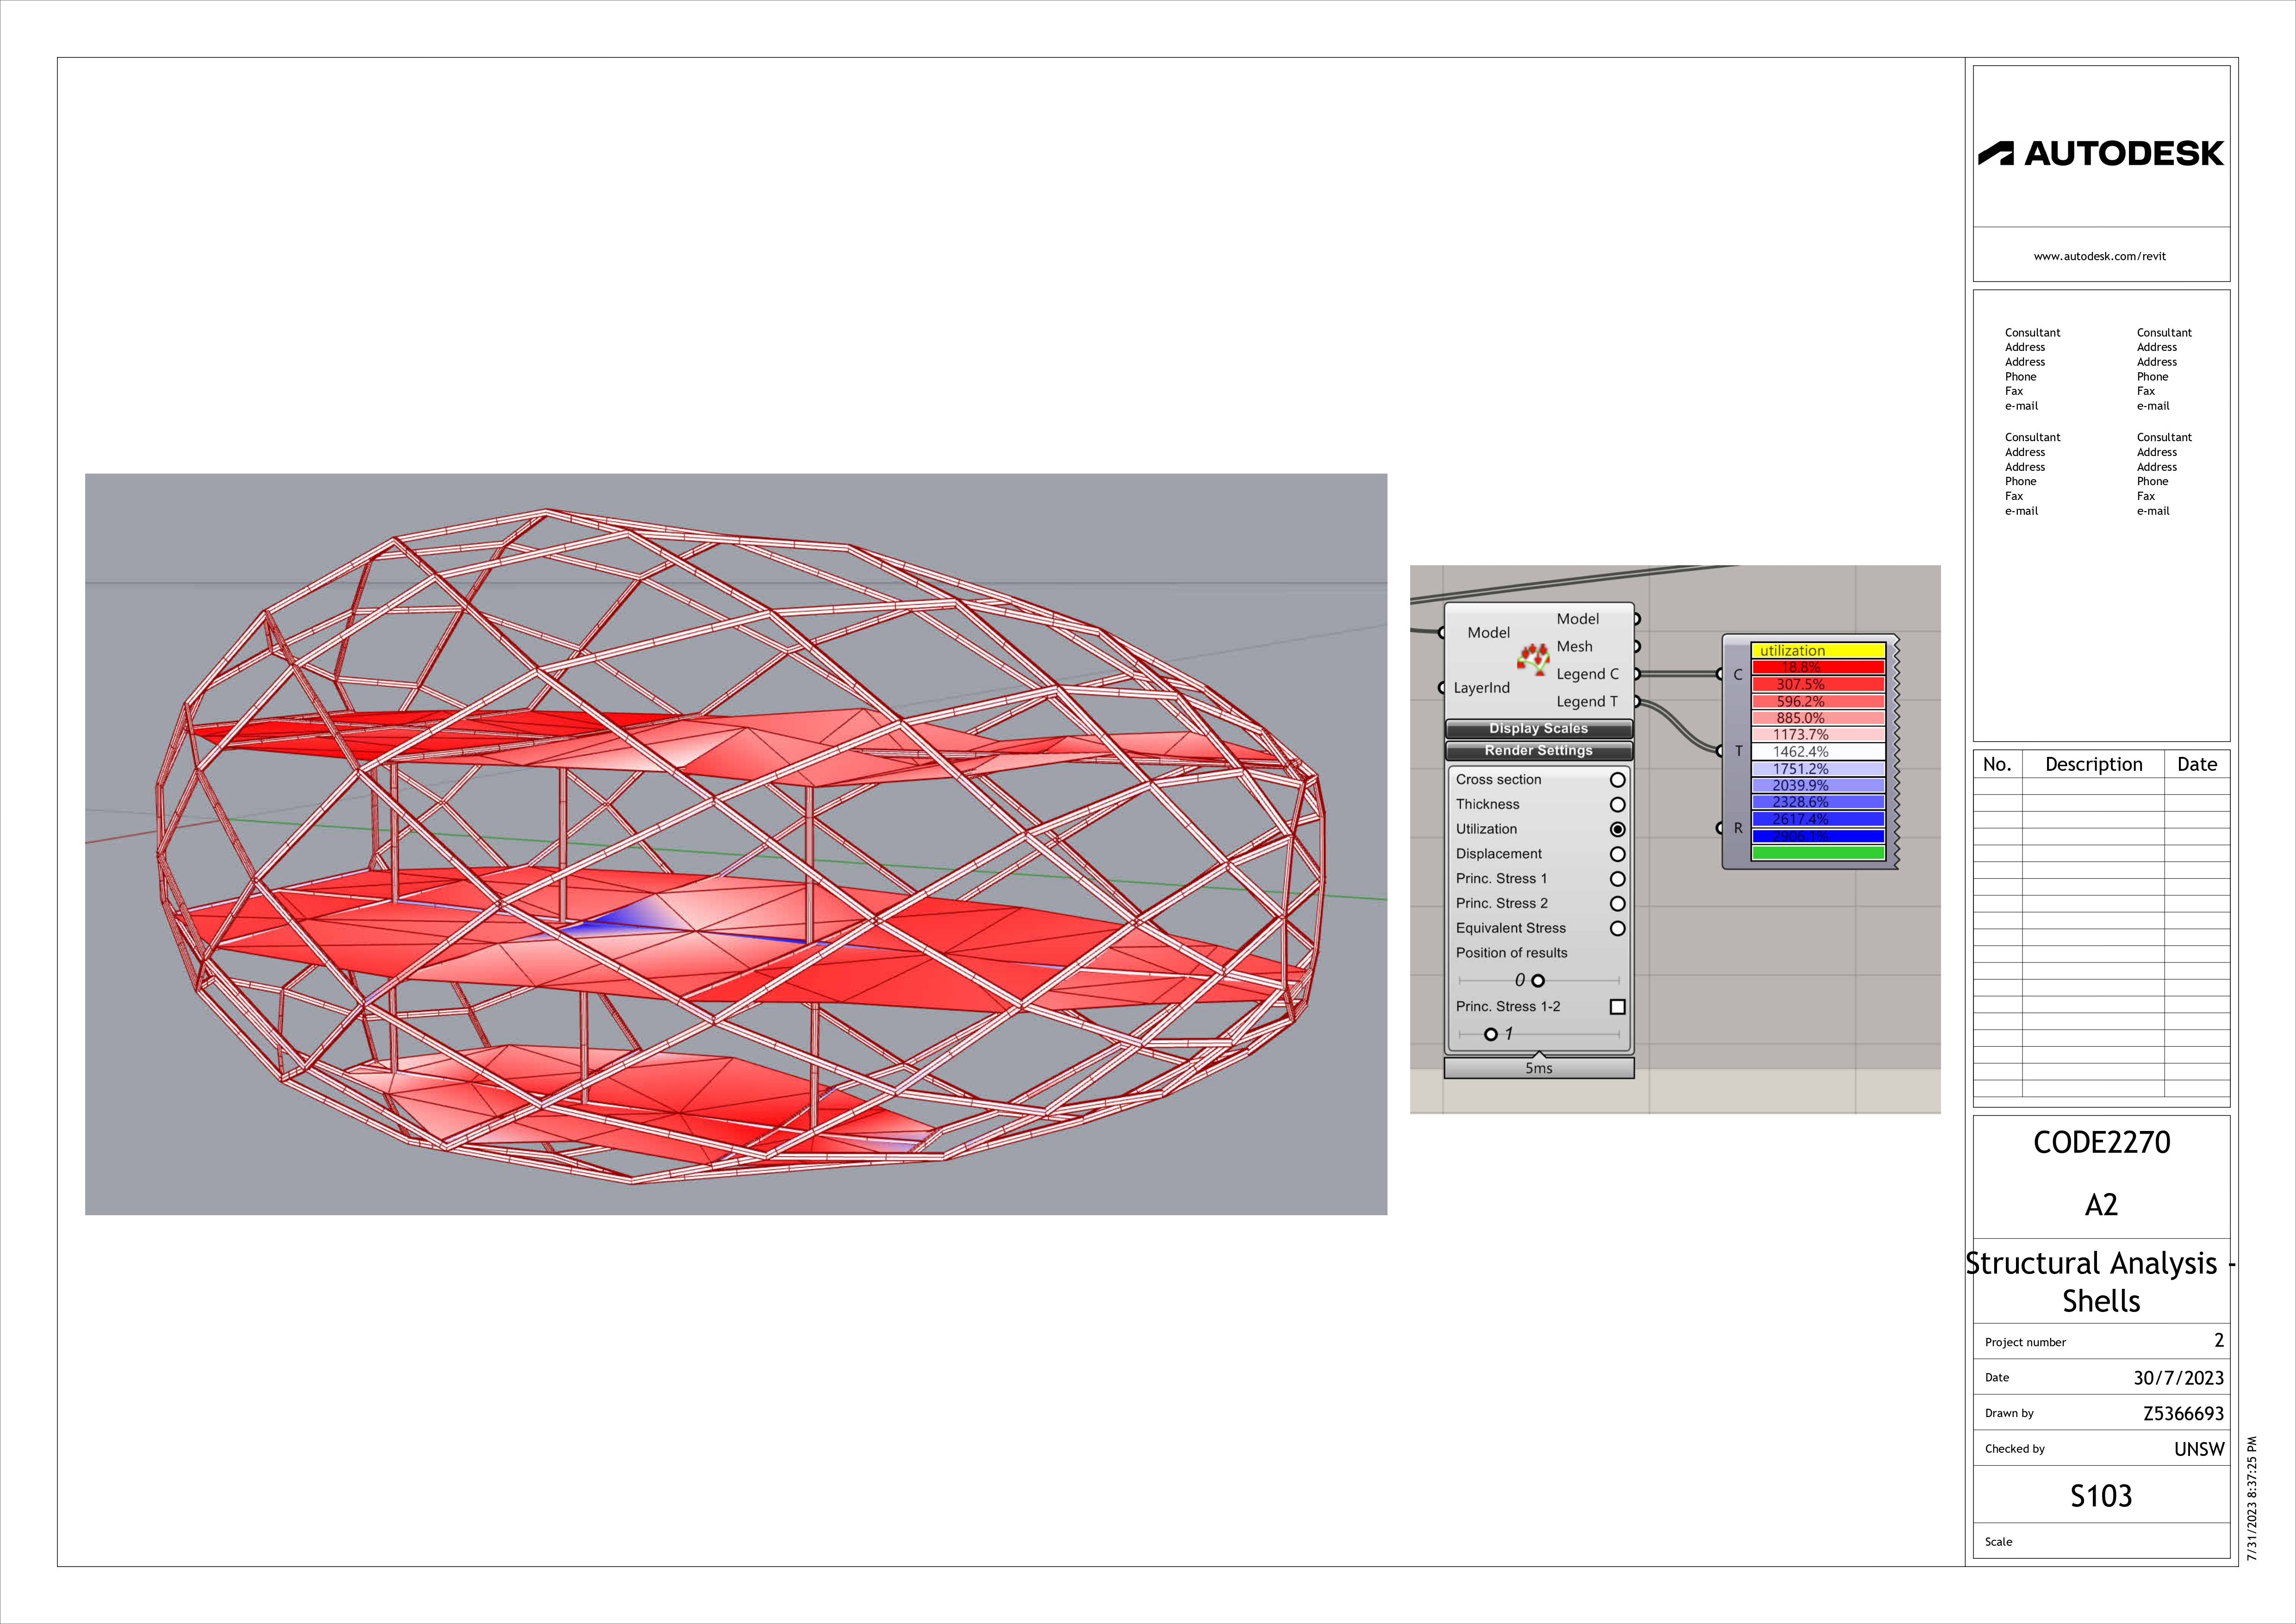 AUTODESK
www.autodesk.com/revit
Consultant
Address
Address
Phone
Fax
e-mail
Consultant
Address
Address
Phone
Fax
e-mail
Consultant
Address
Address
Phone
Fax
e-mail
Consultant
Address
Address
Phone
Fax
e-mail
No. Description Date
CODE2270
A2
Structural Analysis -
Shells
Project number 2
Date 30/7/2023
Drawn by Z5366693
Checked by UNSW
S103
Scale
7/31/2023 8:37:25 PM
Model
LayerInd
Model
Mesh
Legend C
Legend T
Display Scales
Render Settings
Cross section
Thickness
Utilization
Displacement
Princ. Stress 1
Princ. Stress 2
Equivalent Stress
Position of results
0
Princ. Stress 1-2
1
5ms
C
T
R
utilization
18.8%
307.5%
596.2%
885.0%
1173.7%
1462.4%
1751.2%
2039.9%
2328.6%
2617.4%
2906.1%